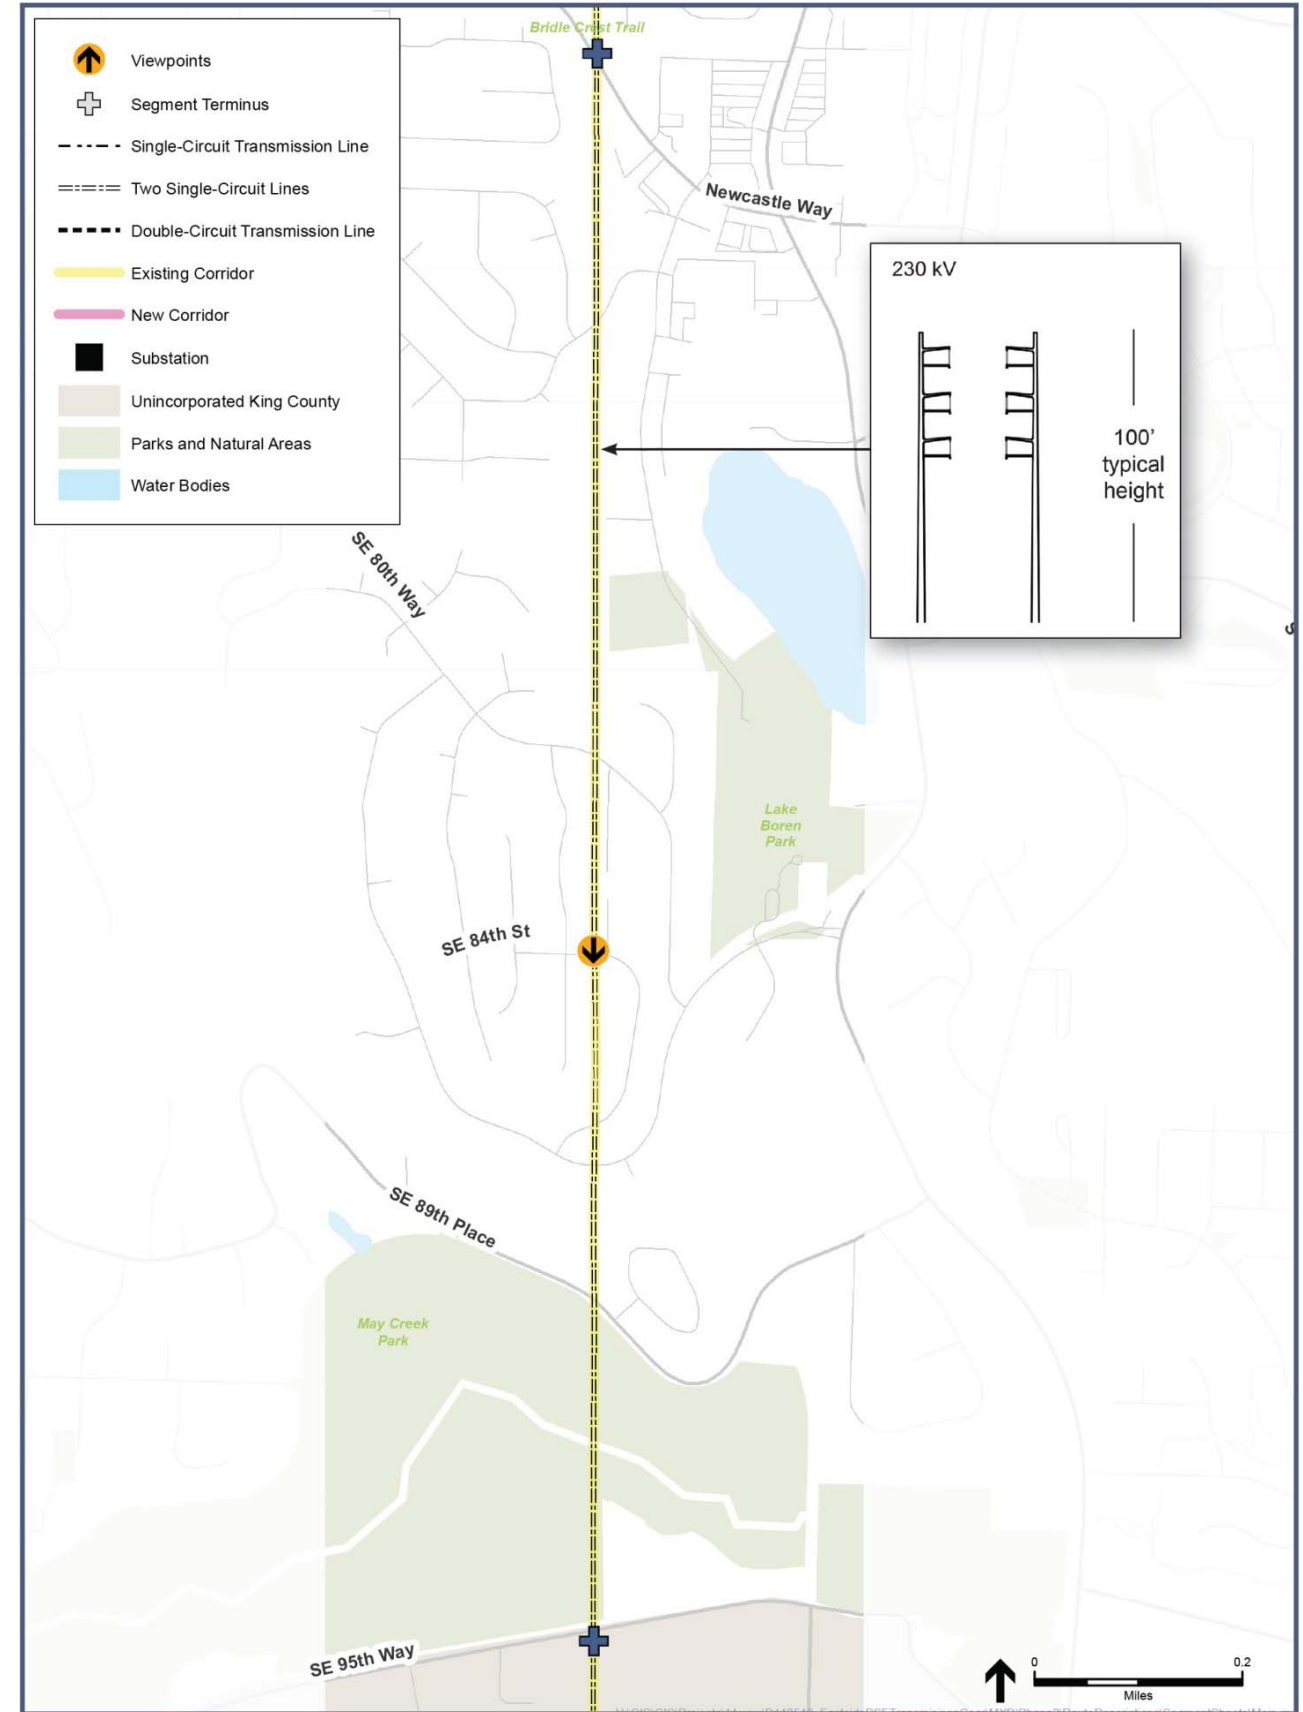 Bridle Crest Trail
Viewpoints
Segment Terminus
Single-Circuit Transmission Line
Two Single-Circuit Lines
Double-Circuit Transmission Line
Existing Corridor
New Corridor
Substation
Unincorporated King County
Parks and Natural Areas
Water Bodies
Newcastle Way
230 kV
100'
typical
height
SE 80th Way
Lake
Boren
Park
SE 84th St
SE 89th Place
May Creek
Park
SE 95th Way
0
0.2
Miles